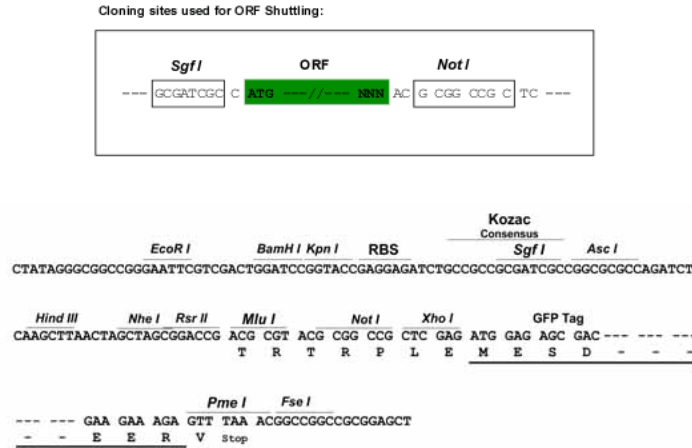 Cloning sites used for ORF Shuttling:
Sgf I ORF Not I
--- GCGATCGC C ATG ---//--- NNN AC G CGG CCG C TC ---
Kozac
Consensus
EcoR I BamH I Kpn I RBS Sgf I Asc I
CTATAGGGCGGCCGGGAATTCGTCGACTGGATCCGGTACCGAGGAGATCTGCCGCCGCGATCGCCGGCGCGCCAGATCT
Hind III Nhe I Rsr II Mlu I Not I Xho I GFP Tag
CAAGCTTAACTAGCTAGCGGACCG ACG CGT ACG CGG CCG CTC GAG ATG GAG AGC GAC--- ---
T R T R P L E M E S D - - -
Pme I Fse I
--- --- GAA GAA AGA GTT TAA ACGGCCGGCCGCGGAGCT
- - E E R V Stop